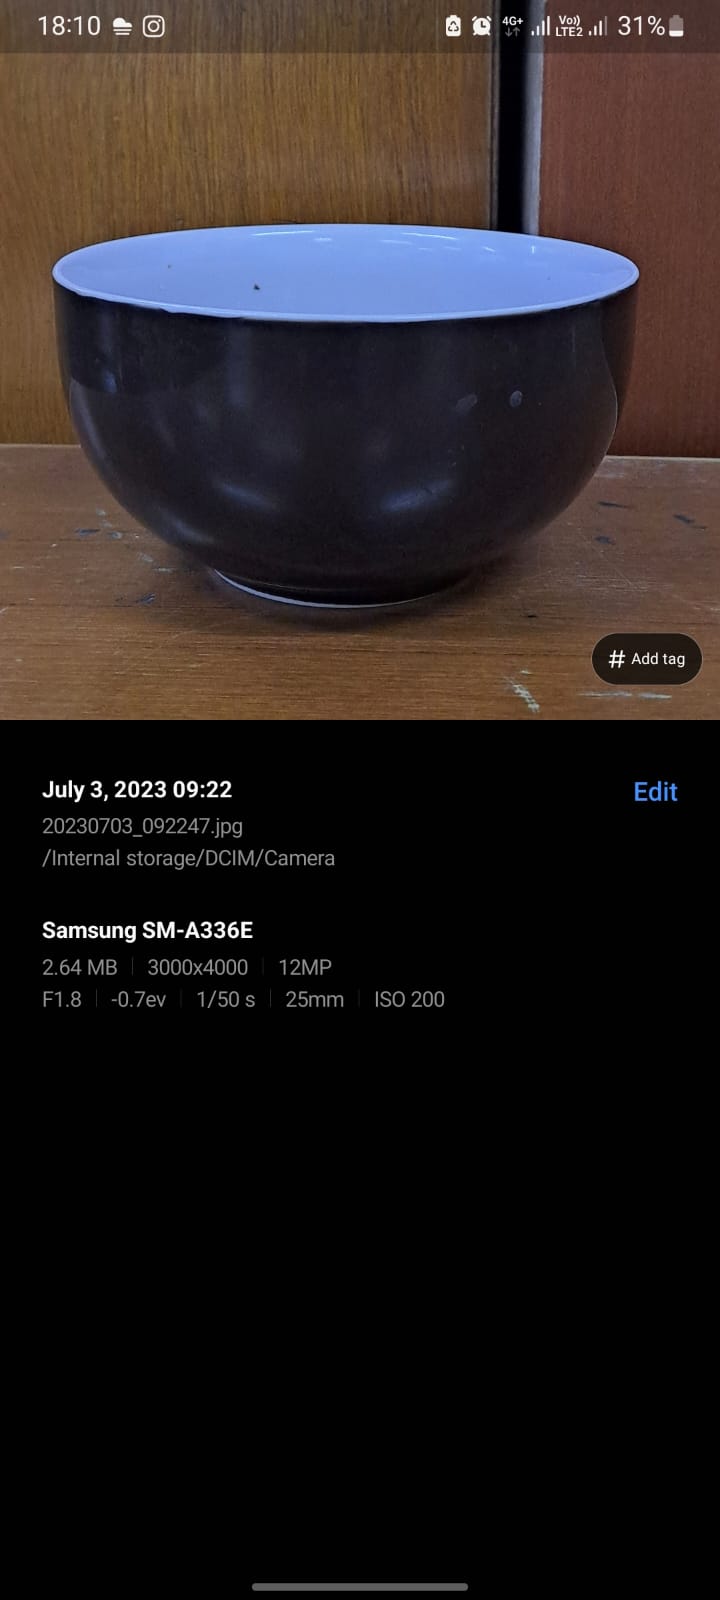 18:10 4G+ Vo)) LTE2 31%
# Add tag
July 3, 2023 09:22 Edit
20230703_092247.jpg
/Internal storage/DCIM/Camera
Samsung SM-A336E
2.64 MB 3000x4000 12MP
F1.8 -0.7ev 1/50 s 25mm ISO 200